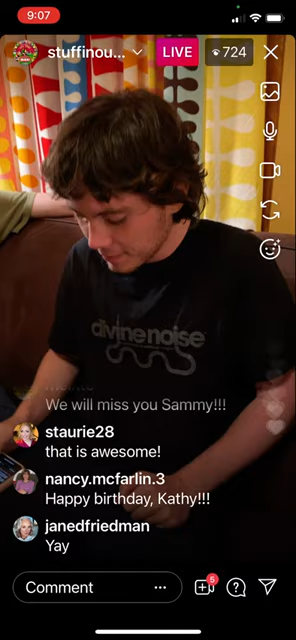 9:07
stuffinou...
LIVE
724
divine noise
We will miss you Sammy!!!
staurie28
that is awesome!
nancy.mcfarlin.3
Happy birthday, Kathy!!!
janedfriedman
Yay
Comment
5